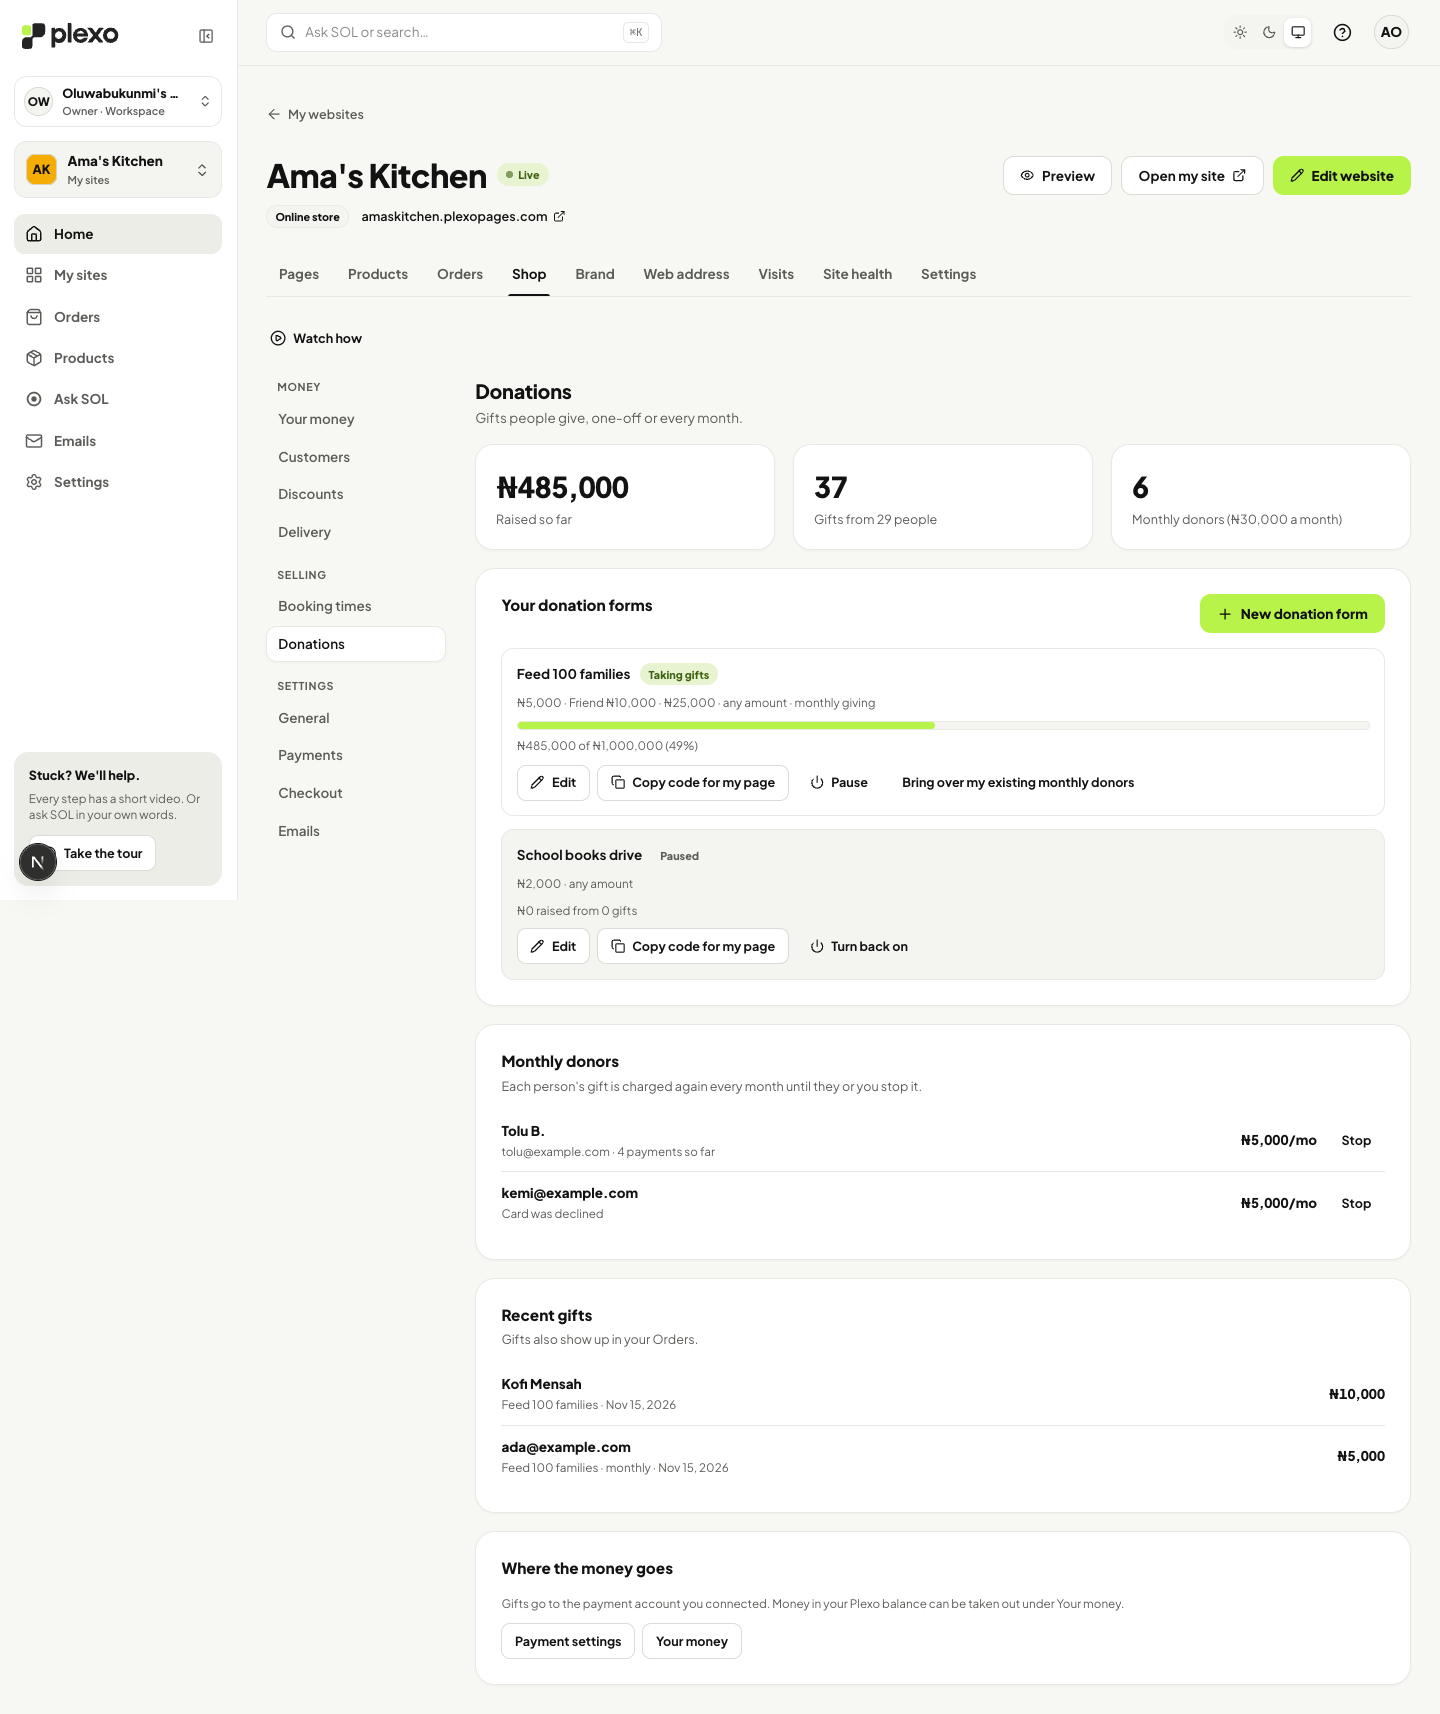 plexo
Ask SOL or search…
⌘K
AO
OW
Oluwabukunmi's …
Owner · Workspace
AK
Ama's Kitchen
My sites
Home
My sites
Orders
Products
Ask SOL
Emails
Settings
Stuck? We'll help.
Every step has a short video. Or
ask SOL in your own words.
N
Take the tour
My websites
Ama's Kitchen
Live
Preview
Open my site
Edit website
Online store
amaskitchen.plexopages.com
Pages
Products
Orders
Shop
Brand
Web address
Visits
Site health
Settings
Watch how
MONEY
Your money
Customers
Discounts
Delivery
SELLING
Booking times
Donations
SETTINGS
General
Payments
Checkout
Emails
Donations
Gifts people give, one-off or every month.
₦485,000
Raised so far
37
Gifts from 29 people
6
Monthly donors (₦30,000 a month)
Your donation forms
New donation form
Feed 100 families
Taking gifts
₦5,000 · Friend ₦10,000 · ₦25,000 · any amount · monthly giving
₦485,000 of ₦1,000,000 (49%)
Edit
Copy code for my page
Pause
Bring over my existing monthly donors
School books drive
Paused
₦2,000 · any amount
₦0 raised from 0 gifts
Edit
Copy code for my page
Turn back on
Monthly donors
Each person's gift is charged again every month until they or you stop it.
Tolu B.
tolu@example.com · 4 payments so far
₦5,000/mo
Stop
kemi@example.com
Card was declined
₦5,000/mo
Stop
Recent gifts
Gifts also show up in your Orders.
Kofi Mensah
Feed 100 families · Nov 15, 2026
₦10,000
ada@example.com
Feed 100 families · monthly · Nov 15, 2026
₦5,000
Where the money goes
Gifts go to the payment account you connected. Money in your Plexo balance can be taken out under Your money.
Payment settings
Your money